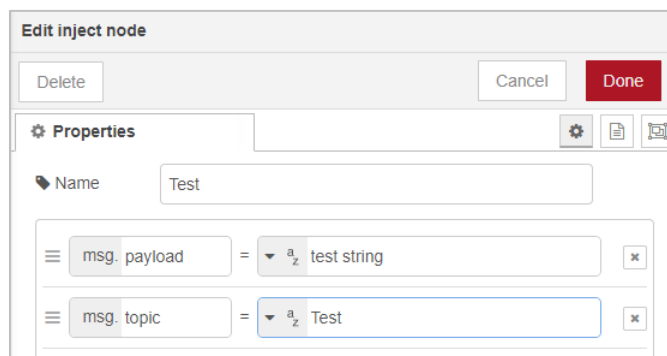 Edit inject node
Delete Cancel Done
Properties
Name Test
msg. payload = az test string
msg. topic = az Test